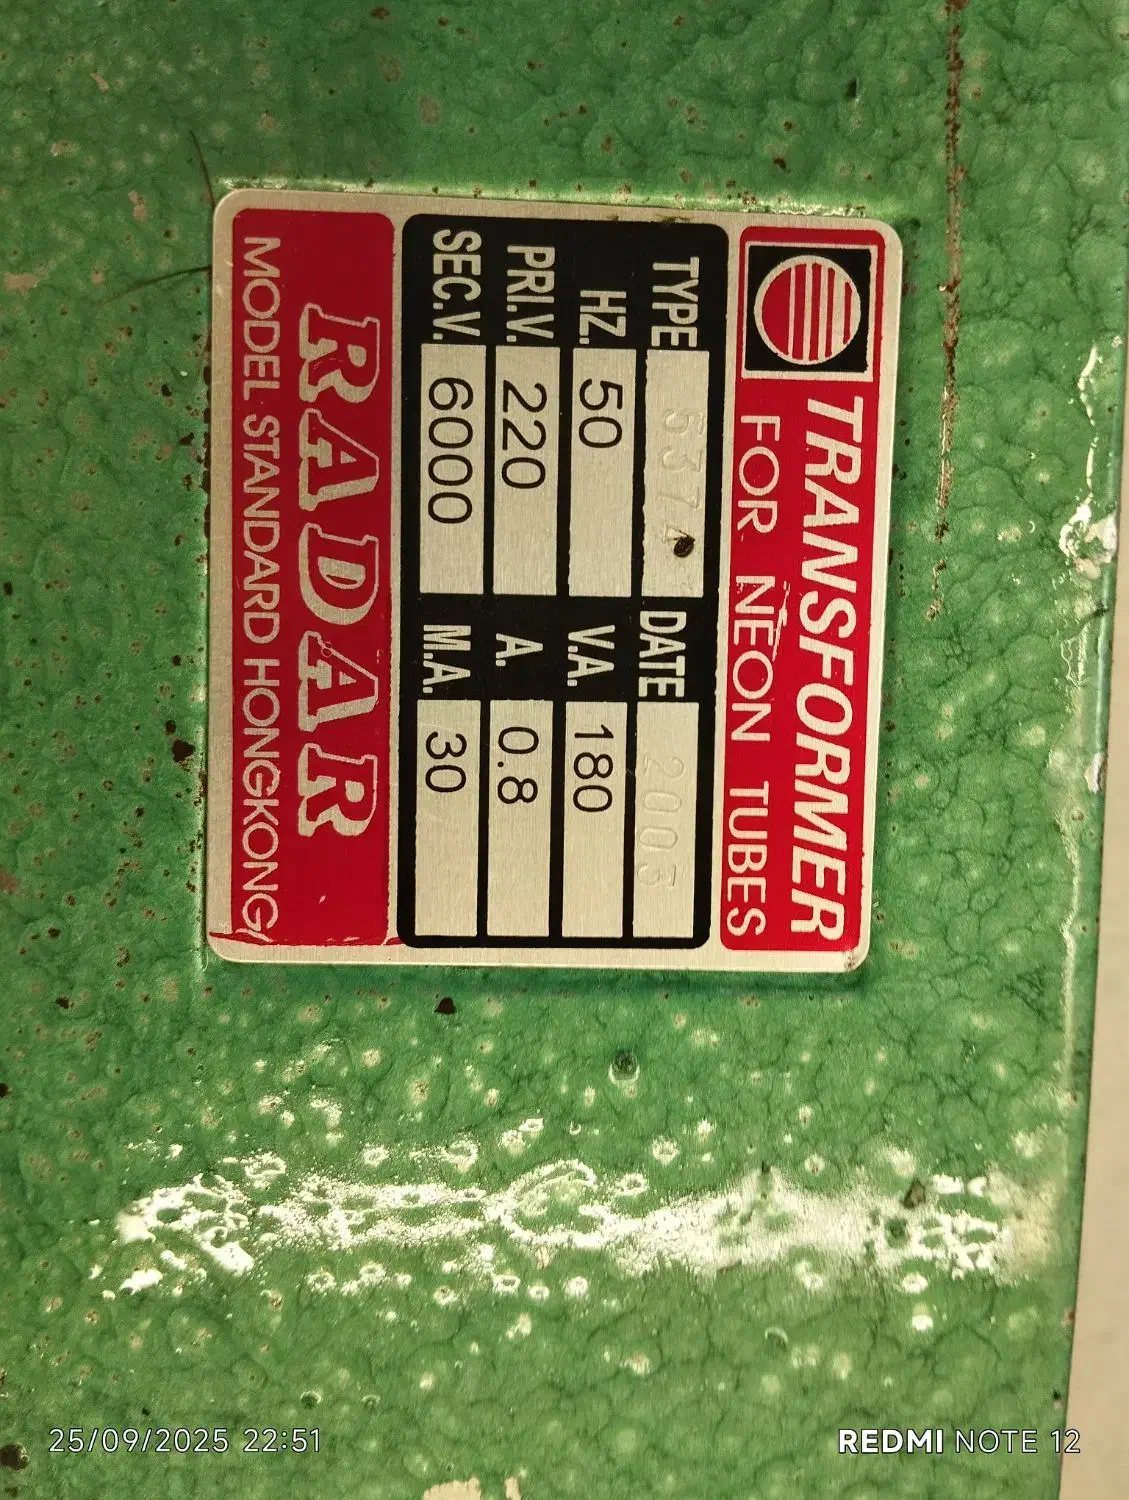 TRANSFORMER
FOR NEON TUBES
TYPE 5374 DATE 2003
HZ. 50 V.A. 180
PRI.V. 220 A. 0.8
SEC.V. 6000 M.A. 30
RADAR
MODEL STANDARD HONGKONG
25/09/2025 22:51
REDMI NOTE 12